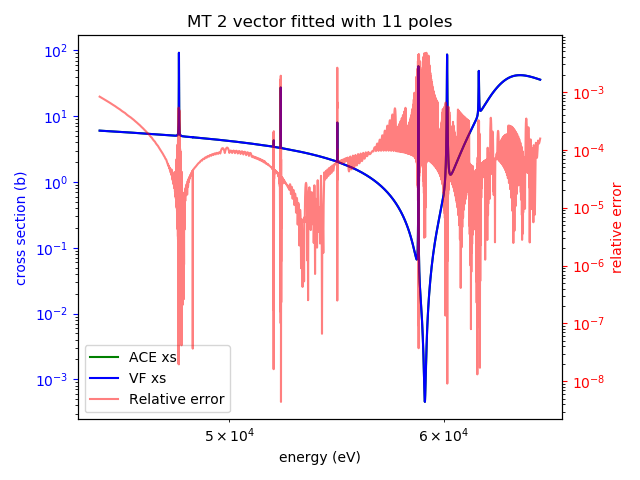 MT 2 vector fitted with 11 poles
10²
10¹
10⁰
10⁻¹
10⁻²
10⁻³
cross section (b)
10⁻³
10⁻⁴
10⁻⁵
10⁻⁶
10⁻⁷
10⁻⁸
relative error
ACE xs
VF xs
Relative error
5 × 10⁴
6 × 10⁴
energy (eV)